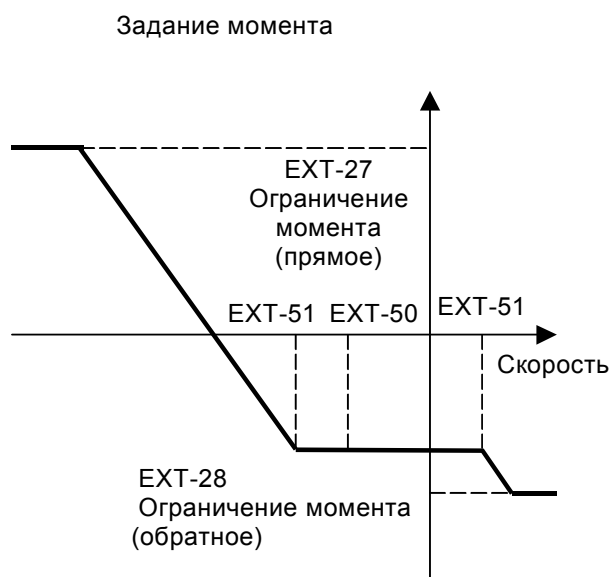 Задание момента
EXT-27
Ограничение
момента
(прямое)
EXT-51
EXT-50
EXT-51
Скорость
EXT-28
Ограничение момента
(обратное)